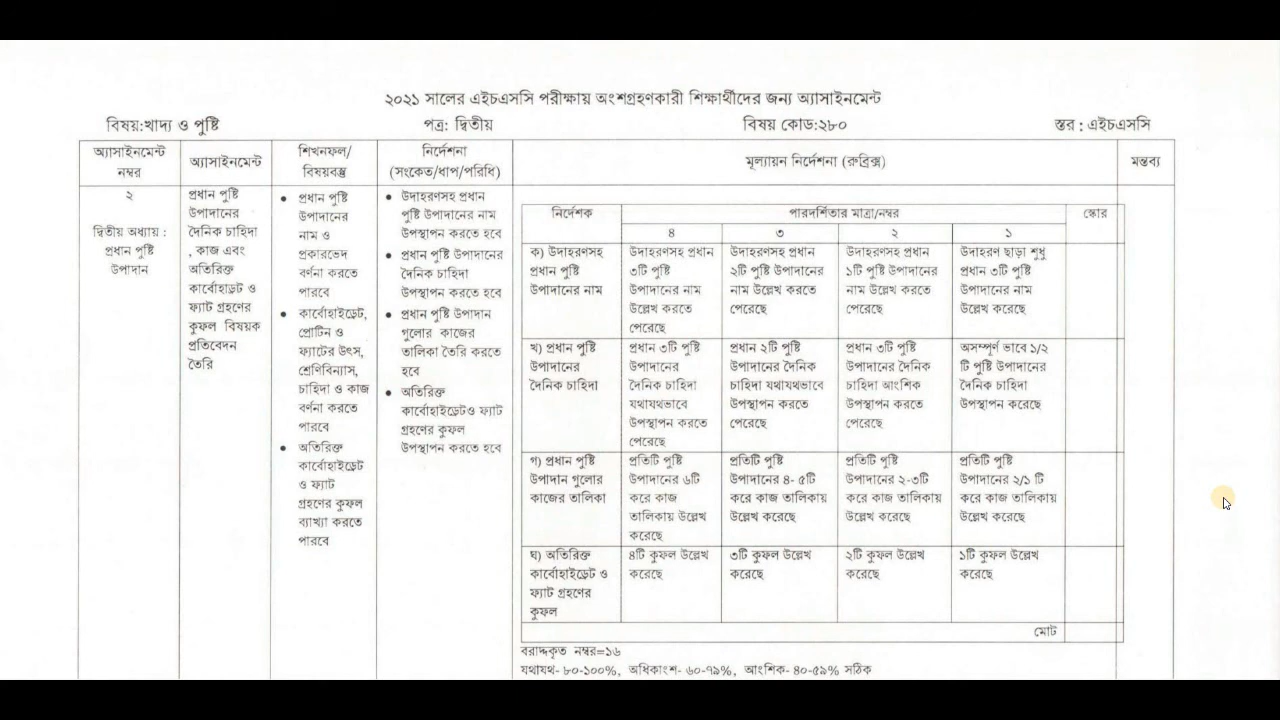 ২০২১ সালের এইচএসসি পরীক্ষায় অংশগ্রহণকারী শিক্ষার্থীদের জন্য অ্যাসাইনমেন্ট
বিষয়:খাদ্য ও পুষ্টি
পত্র: দ্বিতীয়
বিষয় কোড:২৮০
স্তর : এইচএসসি
অ্যাসাইনমেন্ট
নম্বর
অ্যাসাইনমেন্ট
শিখনফল/
বিষয়বস্তু
নির্দেশনা
(সংকেত/ধাপ/পরিধি)
মূল্যায়ন নির্দেশনা (রুব্রিক্স)
মন্তব্য
২
দ্বিতীয় অধ্যায় :
প্রধান পুষ্টি
উপাদান
প্রধান পুষ্টি
উপাদানের
দৈনিক চাহিদা
, কাজ এবং
অতিরিক্ত
কার্বোহাড্রেট ও
ফ্যাট গ্রহণের
কুফল বিষয়ক
প্রতিবেদন
তৈরি
• প্রধান পুষ্টি
উপাদানের
নাম ও
প্রকারভেদ
বর্ণনা করতে
পারবে
• কার্বোহাইড্রেট,
প্রোটিন ও
ফ্যাটের উৎস,
শ্রেণিবিন্যাস,
চাহিদা ও কাজ
বর্ণনা করতে
পারবে
• অতিরিক্ত
কার্বোহাইড্রেট
ও ফ্যাট
গ্রহণের কুফল
ব্যাখা করতে
পারবে
• উদাহরণসহ প্রধান
পুষ্টি উপাদানের নাম
উপস্থাপন করতে হবে
• প্রধান পুষ্টি উপাদানের
দৈনিক চাহিদা
উপস্থাপন করতে হবে
• প্রধান পুষ্টি উপাদান
গুলোর কাজের
তালিকা তৈরি করতে
হবে
• অতিরিক্ত
কার্বোহাইড্রেটও ফ্যাট
গ্রহণের কুফল
উপস্থাপন করতে হবে
নির্দেশক
পারদর্শিতার মাত্রা/নম্বর
স্কোর
৪
৩
২
১
ক) উদাহরণসহ
প্রধান পুষ্টি
উপাদানের নাম
উদাহরণসহ প্রধান
৩টি পুষ্টি
উপাদানের নাম
উল্লেখ করতে
পেরেছে
উদাহরণসহ প্রধান
২টি পুষ্টি উপাদানের
নাম উল্লেখ করতে
পেরেছে
উদাহরণসহ প্রধান
১টি পুষ্টি উপাদানের
নাম উল্লেখ করতে
পেরেছে
উদাহরণ ছাড়া শুধু
প্রধান ৩টি পুষ্টি
উপাদানের নাম
উল্লেখ করতে
পেরেছে
খ) প্রধান পুষ্টি
উপাদানের
দৈনিক চাহিদা
প্রধান ৩টি পুষ্টি
উপাদানের
দৈনিক চাহিদা
যথাযথভাবে
উপস্থাপন করতে
পেরেছে
প্রধান ২টি পুষ্টি
উপাদানের দৈনিক
চাহিদা যথাযথভাবে
উপস্থাপন করতে
পেরেছে
প্রধান ৩টি পুষ্টি
উপাদানের দৈনিক
চাহিদা আংশিক
উপস্থাপন করতে
পেরেছে
অসম্পূর্ণ ভাবে ১/২
টি পুষ্টি উপাদানের
দৈনিক চাহিদা
উপস্থাপন করেছে
গ) প্রধান পুষ্টি
উপাদান গুলোর
কাজের তালিকা
প্রতিটি পুষ্টি
উপাদানের ৬টি
করে কাজ
তালিকায় উল্লেখ
করেছে
প্রতিটি পুষ্টি
উপাদানের ৪- ৫টি
করে কাজ তালিকায়
উল্লেখ করেছে
প্রতিটি পুষ্টি
উপাদানের ২-৩টি
করে কাজ তালিকায়
উল্লেখ করেছে
প্রতিটি পুষ্টি
উপাদানের ২/১ টি
করে কাজ তালিকায়
উল্লেখ করেছে
ঘ) অতিরিক্ত
কার্বোহাইড্রেট ও
ফ্যাট গ্রহণের
কুফল
৪টি কুফল উল্লেখ
করেছে
৩টি কুফল উল্লেখ
করেছে
২টি কুফল উল্লেখ
করেছে
১টি কুফল উল্লেখ
করেছে
মোট
বরাদ্দকৃত নম্বর=১৬
যথাযথ- ৮০-১০০%, অধিকাংশ- ৬০-৭৯%, আংশিক- ৪০-৫৯% সঠিক